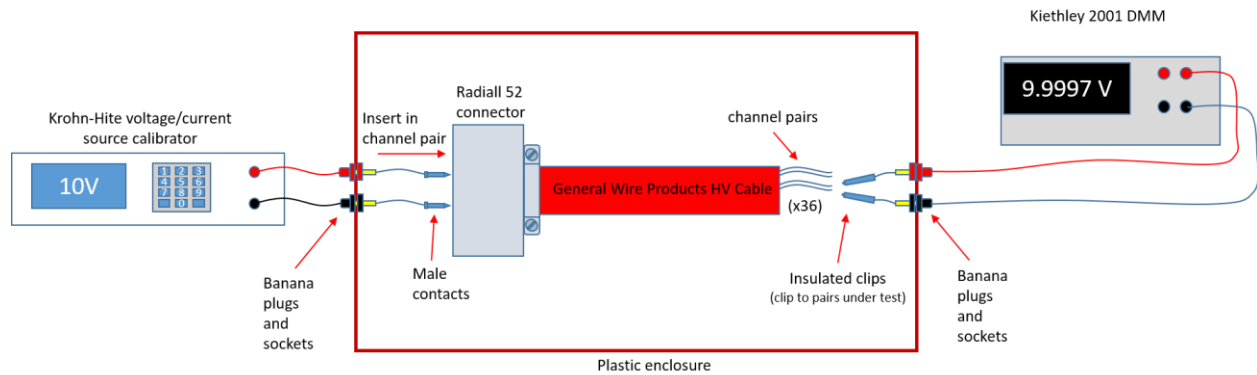 Kiethley 2001 DMM
9.9997 V
Radiall 52
connector
Krohn-Hite voltage/current
source calibrator
Insert in
channel pair
channel pairs
10V
1 2 3
4 5 6
7 8 9
0
General Wire Products HV Cable
(x36)
Banana
plugs
and
sockets
Male
contacts
Insulated clips
(clip to pairs under test)
Banana
plugs
and
sockets
Plastic enclosure